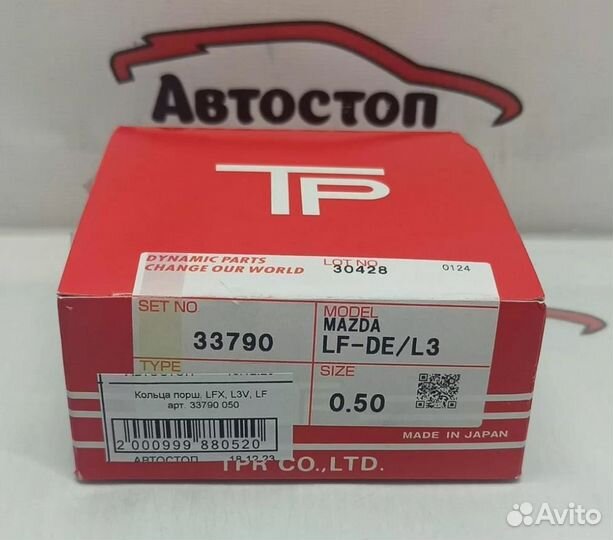 Автостоп
TP
DYNAMIC PARTS
CHANGE OUR WORLD
LOT NO
30428
0124
SET NO
33790
MODEL
MAZDA
LF-DE/L3
TYPE
SIZE
0.50
Кольца порш. LFX, L3V, LF
арт. 33790 050
2 000999 880520
АВТОСТОП 18.12.23
MADE IN JAPAN
TPR CO.,LTD.
Avito